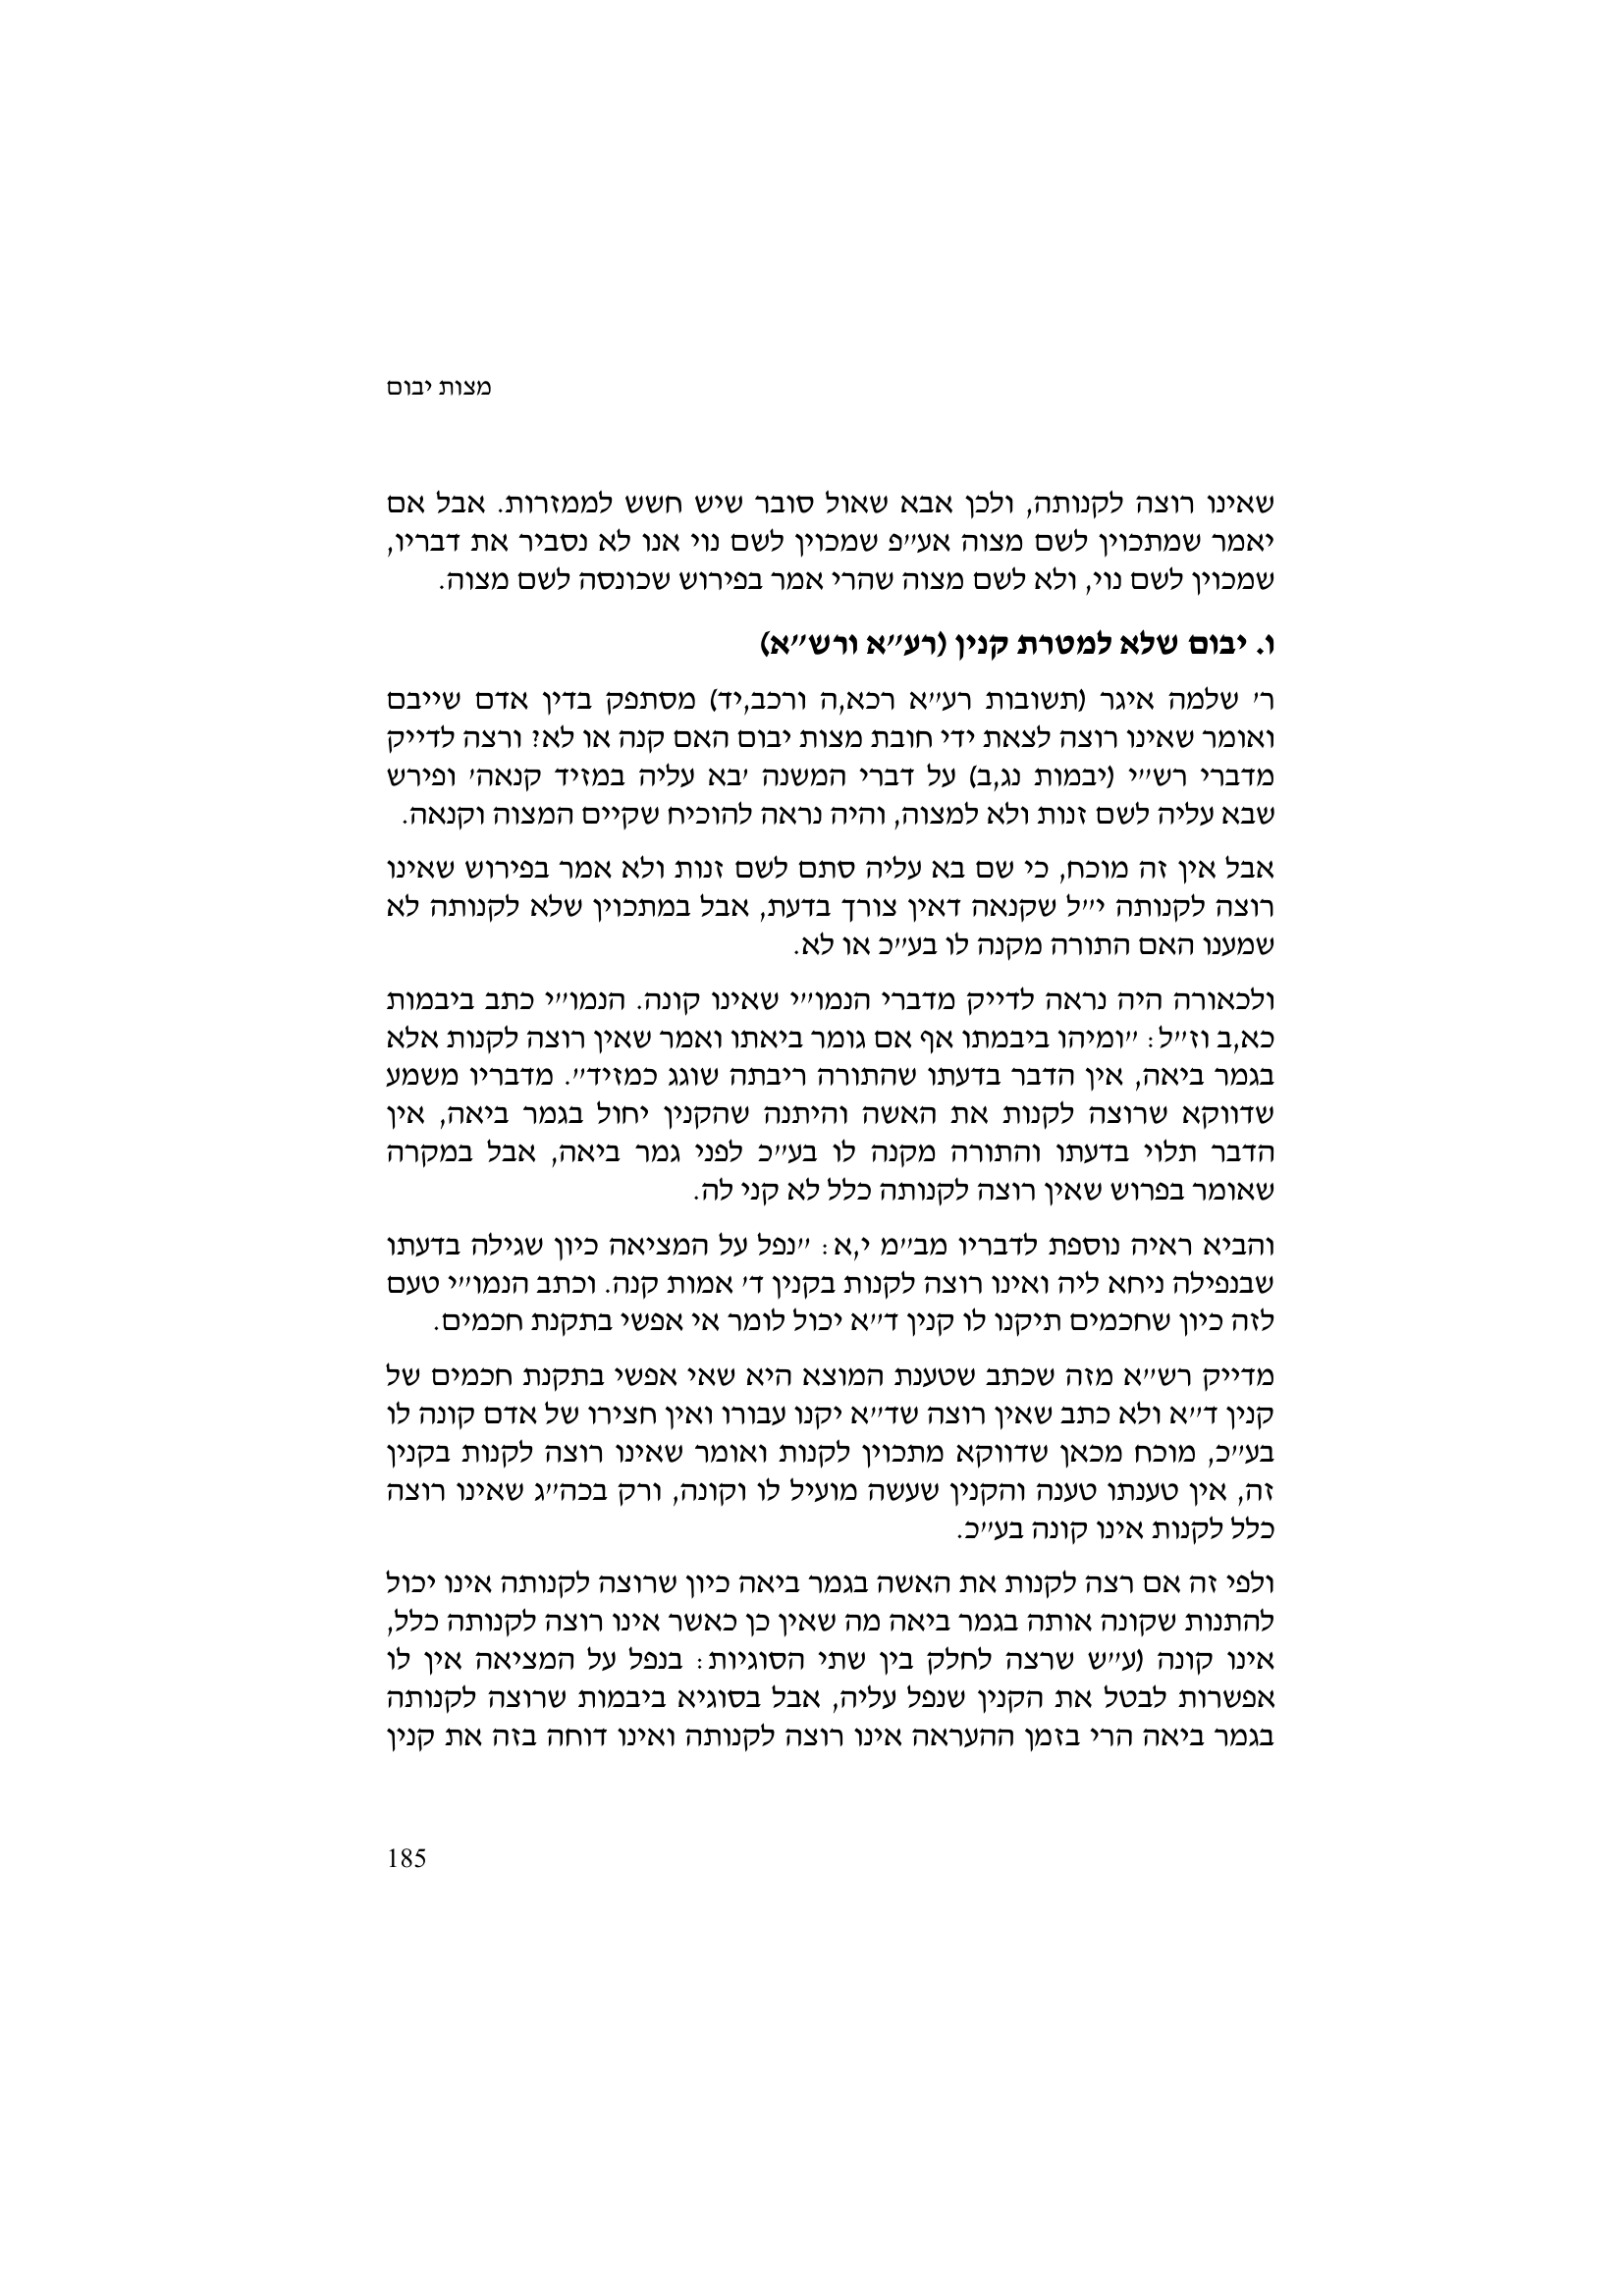 מצות יבום
שאינו רוצה לקנותה, ולכן אבא שאול סובר שיש חשש לממזרות. אבל אם
יאמר שמתכוין לשם מצוה אע״פ שמכוין לשם נוי אנו לא נסביר את דבריו,
שמכוין לשם נוי, ולא לשם מצוה שהרי אמר בפירוש שכונסה לשם מצוה.
ו. יבום שלא למטרת קנין (רע״א ורש״א)
ר׳ שלמה איגר (תשובות רע״א רכא,ה ורכב,יד) מסתפק בדין אדם שייבם
ואומר שאינו רוצה לצאת ידי חובת מצות יבום האם קנה או לא? ורצה לדייק
מדברי רש״י (יבמות נג,ב) על דברי המשנה ׳בא עליה במזיד קנאה׳ ופירש
שבא עליה לשם זנות ולא למצוה, והיה נראה להוכיח שקיים המצוה וקנאה.
אבל אין זה מוכח, כי שם בא עליה סתם לשם זנות ולא אמר בפירוש שאינו
רוצה לקנותה י״ל שקנאה דאין צורך בדעת, אבל במתכוין שלא לקנותה לא
שמענו האם התורה מקנה לו בע״כ או לא.
ולכאורה היה נראה לדייק מדברי הנמו״י שאינו קונה. הנמו״י כתב ביבמות
כא,ב וז״ל: ״ומיהו ביבמתו אף אם גומר ביאתו ואמר שאין רוצה לקנות אלא
בגמר ביאה, אין הדבר בדעתו שהתורה ריבתה שוגג כמזיד״. מדבריו משמע
שדווקא שרוצה לקנות את האשה והיתנה שהקנין יחול בגמר ביאה, אין
הדבר תלוי בדעתו והתורה מקנה לו בע״כ לפני גמר ביאה, אבל במקרה
שאומר בפרוש שאין רוצה לקנותה כלל לא קני לה.
והביא ראיה נוספת לדבריו מב״מ י,א: ״נפל על המציאה כיון שגילה בדעתו
שבנפילה ניחא ליה ואינו רוצה לקנות בקנין ד׳ אמות קנה. וכתב הנמו״י טעם
לזה כיון שחכמים תיקנו לו קנין ד״א יכול לומר אי אפשי בתקנת חכמים.
מדייק רש״א מזה שכתב שטענת המוצא היא שאי אפשי בתקנת חכמים של
קנין ד״א ולא כתב שאין רוצה שד״א יקנו עבורו ואין חצירו של אדם קונה לו
בע״כ, מוכח מכאן שדווקא מתכוין לקנות ואומר שאינו רוצה לקנות בקנין
זה, אין טענתו טענה והקנין שעשה מועיל לו וקונה, ורק בכה״ג שאינו רוצה
כלל לקנות אינו קונה בע״כ.
ולפי זה אם רצה לקנות את האשה בגמר ביאה כיון שרוצה לקנותה אינו יכול
להתנות שקונה אותה בגמר ביאה מה שאין כן כאשר אינו רוצה לקנותה כלל,
אינו קונה (ע״ש שרצה לחלק בין שתי הסוגיות: בנפל על המציאה אין לו
אפשרות לבטל את הקנין שנפל עליה, אבל בסוגיא ביבמות שרוצה לקנותה
בגמר ביאה הרי בזמן ההעראה אינו רוצה לקנותה ואינו דוחה בזה את קנין
185